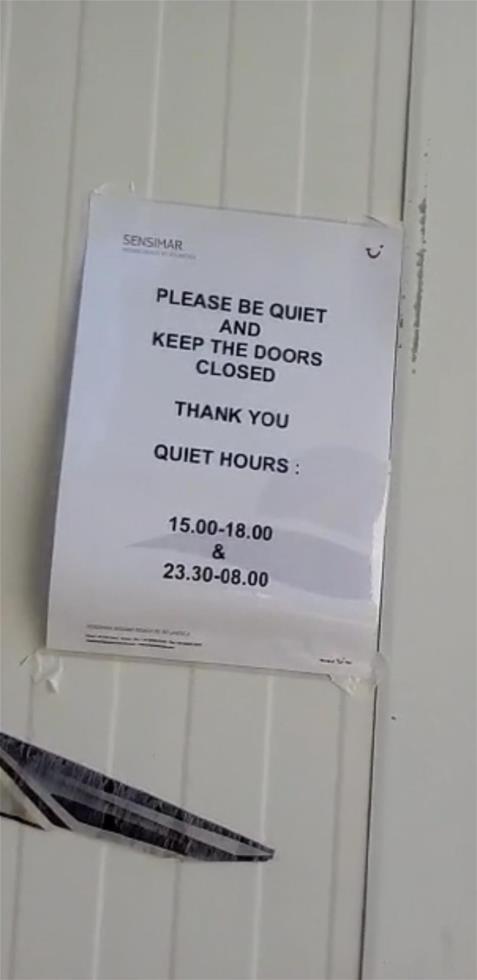 SENSIMAR
PLEASE BE QUIET
AND
KEEP THE DOORS
CLOSED
THANK YOU
QUIET HOURS :
15.00-18.00
&
23.30-08.00